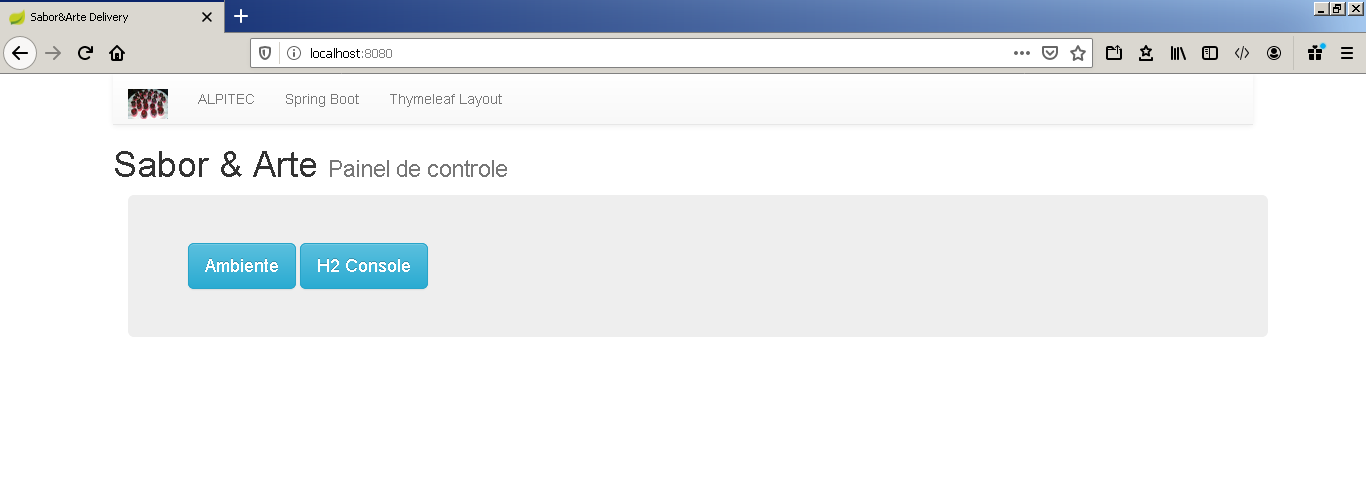 Sabor&Arte Delivery
localhost:8080
ALPITEC Spring Boot Thymeleaf Layout
Sabor & Arte Painel de controle
Ambiente H2 Console